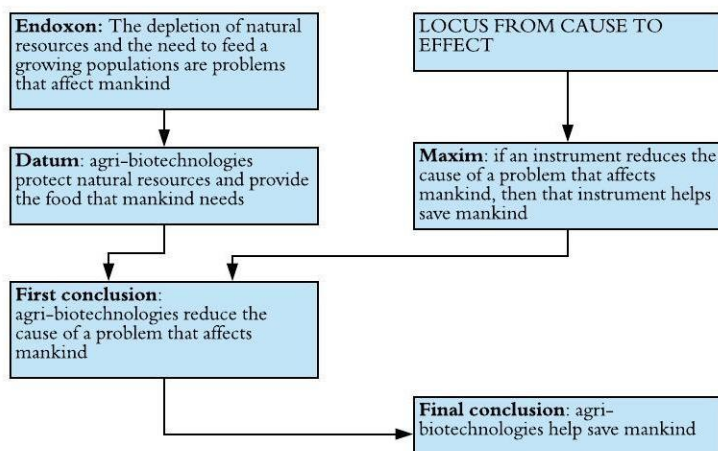 Endoxon: The depletion of natural
resources and the need to feed a
growing populations are problems
that affect mankind
LOCUS FROM CAUSE TO
EFFECT
Datum: agri-biotechnologies
protect natural resources and provide
the food that mankind needs
Maxim: if an instrument reduces the
cause of a problem that affects
mankind, then that instrument helps
save mankind
First conclusion:
agri-biotechnologies reduce the
cause of a problem that affects
mankind
Final conclusion: agri-
biotechnologies help save mankind